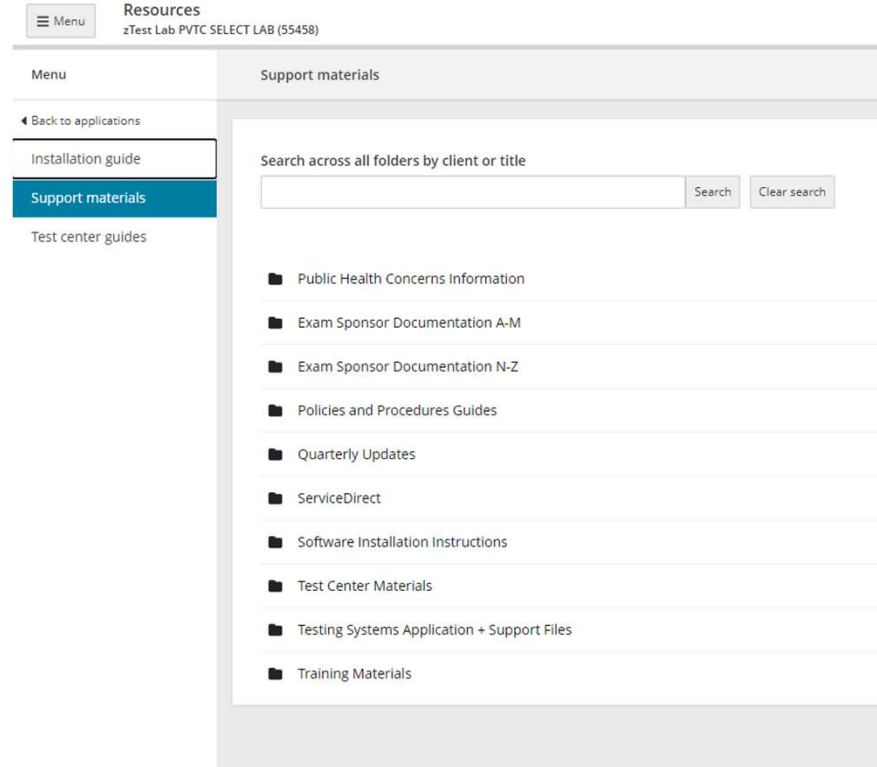 Menu
Resources
zTest Lab PVTC SELECT LAB (55458)
Menu
Back to applications
Installation guide
Support materials
Test center guides
Support materials
Search across all folders by client or title
Search
Clear search
Public Health Concerns Information
Exam Sponsor Documentation A-M
Exam Sponsor Documentation N-Z
Policies and Procedures Guides
Quarterly Updates
ServiceDirect
Software Installation Instructions
Test Center Materials
Testing Systems Application + Support Files
Training Materials